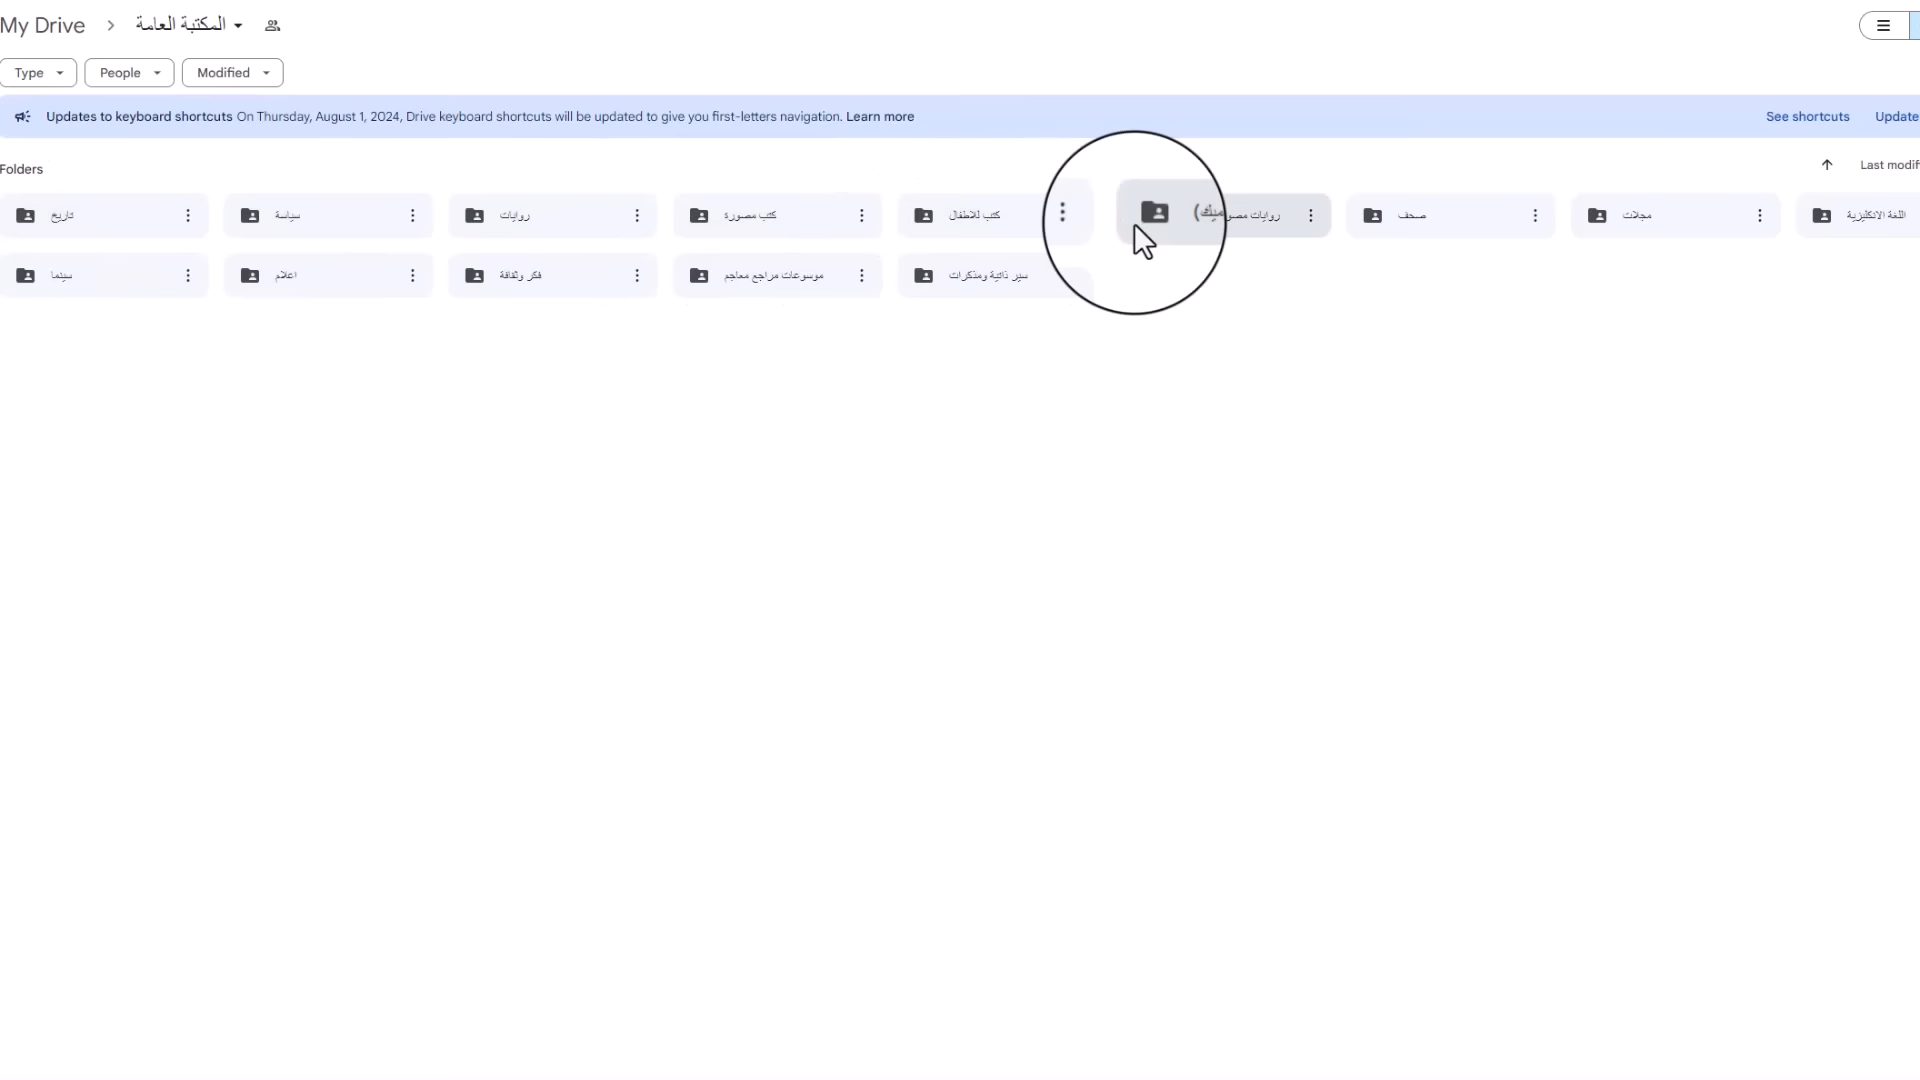 My Drive > المكتبة العامة
Type People Modified
Updates to keyboard shortcuts On Thursday, August 1, 2024, Drive keyboard shortcuts will be updated to give you first-letters navigation. Learn more See shortcuts Update
Folders Last modif
تاريخ سياسة روايات كتب مصورة كتب للاطفال روايات مصو ميك) صحف مجلات اللغة الانكليزية
سينما اعلام فكر وثقافة موسوعات مراجع معاجم سير ذاتية ومذكرات